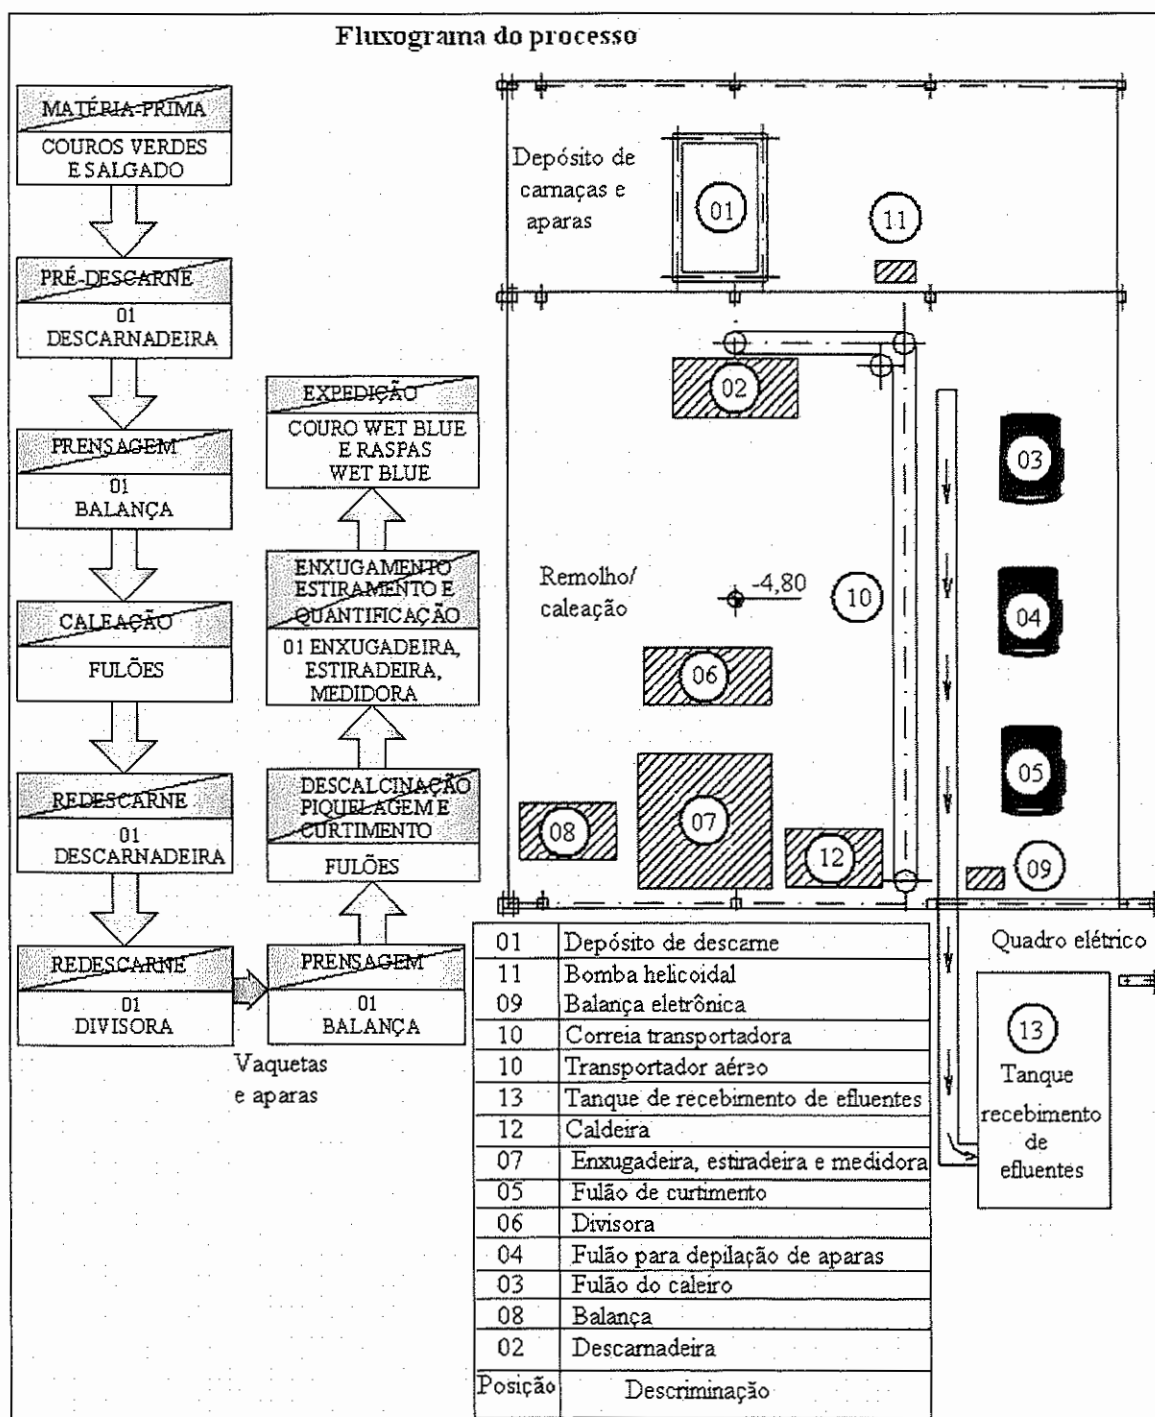 Fluxograma do processo
MATÉRIA-PRIMA
COUROS VERDES
E SALGADO
PRÉ-DESCARNE
01
DESCARNADEIRA
PRENSAGEM
01
BALANÇA
CALEAÇÃO
FULÕES
REDESCARNE
01
DESCARNADEIRA
REDESCARNE
01
DIVISORA
Vaquetas
e aparas
PRENSAGEM
01
BALANÇA
DESCALCINAÇÃO
PIQUELAGEM E
CURTIMENTO
FULÕES
ENXUGAMENTO
ESTIRAMENTO E
QUANTIFICAÇÃO
01 ENXUGADEIRA,
ESTIRADEIRA,
MEDIDORA
EXPEDIÇÃO
COURO WET BLUE
E RASPAS
WET BLUE
Depósito de
carnaças e
aparas
01
11
02
03
Remolho/
caleação
-4,80
10
04
06
05
08
07
12
09
Quadro elétrico
13
Tanque
recebimento
de
efluentes
01 Depósito de descarne
11 Bomba helicoidal
09 Balança eletrônica
10 Correia transportadora
10 Transportador aéreo
13 Tanque de recebimento de efluentes
12 Caldeira
07 Enxugadeira, estiradeira e medidora
05 Fulão de curtimento
06 Divisora
04 Fulão para depilação de aparas
03 Fulão do caleiro
08 Balança
02 Descarnadeira
Posição Descriminação